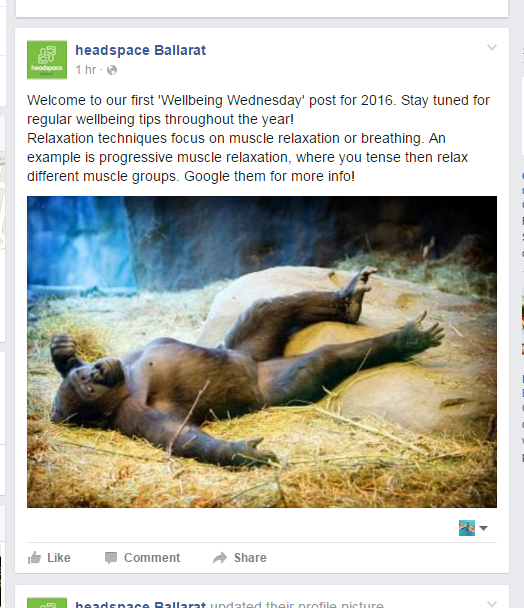 headspace Ballarat
headspace
1 hr ·
Welcome to our first 'Wellbeing Wednesday' post for 2016. Stay tuned for
regular wellbeing tips throughout the year!
Relaxation techniques focus on muscle relaxation or breathing. An
example is progressive muscle relaxation, where you tense then relax
different muscle groups. Google them for more info!
Like Comment Share
headspace Ballarat updated their profile picture.